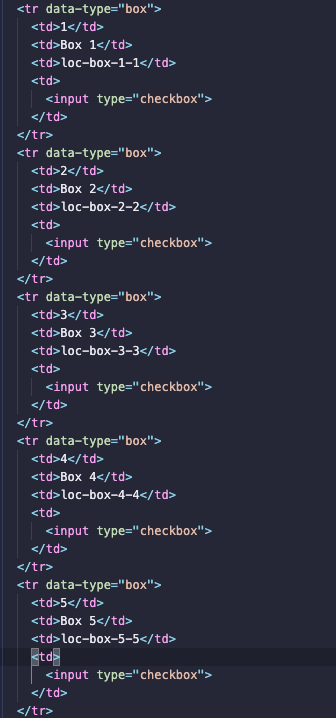 <tr data-type="box">
<td>1</td>
<td>Box 1</td>
<td>loc-box-1-1</td>
<td>
<input type="checkbox">
</td>
</tr>
<tr data-type="box">
<td>2</td>
<td>Box 2</td>
<td>loc-box-2-2</td>
<td>
<input type="checkbox">
</td>
</tr>
<tr data-type="box">
<td>3</td>
<td>Box 3</td>
<td>loc-box-3-3</td>
<td>
<input type="checkbox">
</td>
</tr>
<tr data-type="box">
<td>4</td>
<td>Box 4</td>
<td>loc-box-4-4</td>
<td>
<input type="checkbox">
</td>
</tr>
<tr data-type="box">
<td>5</td>
<td>Box 5</td>
<td>loc-box-5-5</td>
<td>
<input type="checkbox">
</td>
</tr>